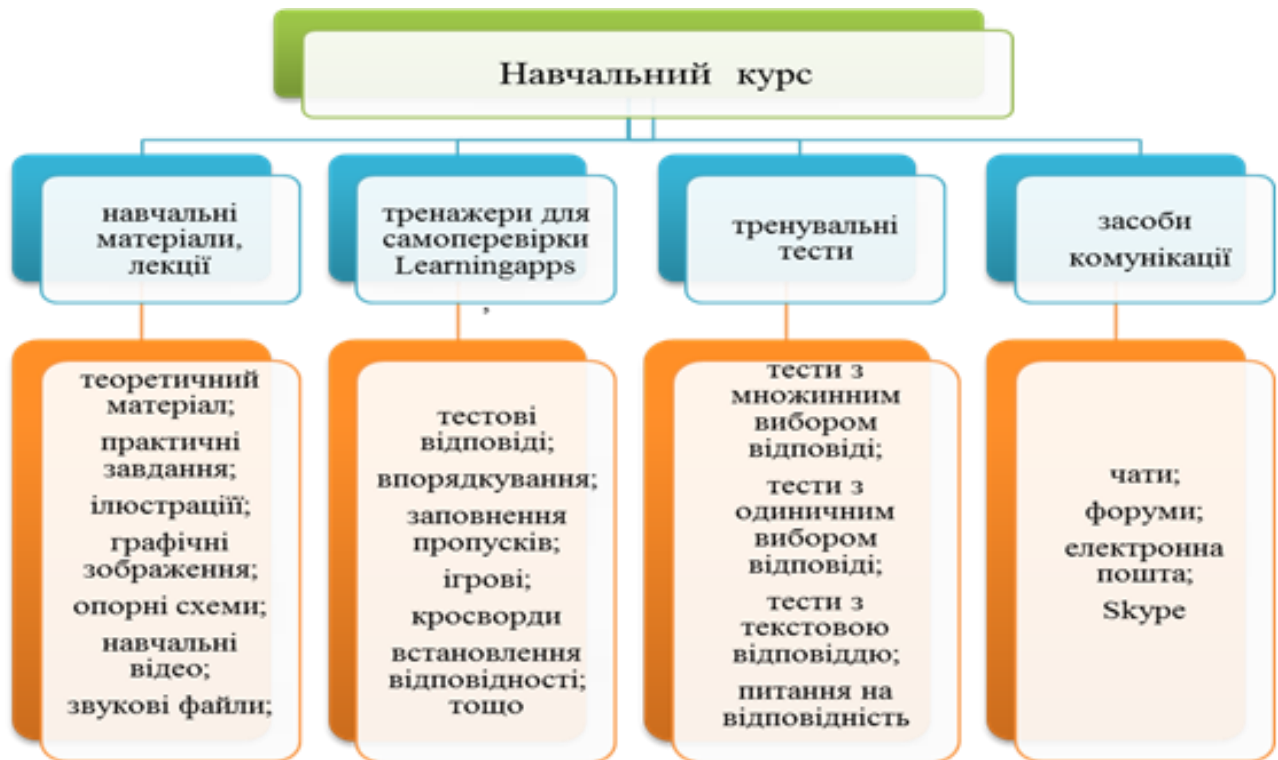 Навчальний курс
навчальні
матеріали,
лекції
тренажери для
самоперевірки
Learningapps
,
тренувальні
тести
засоби
комунікації
теоретичний
матеріал;
практичні
завдання;
ілюстраціїї;
графічні
зображення;
опорні схеми;
навчальні
відео;
звукові файли;
тестові
відповіді;
впорядкування;
заповнення
пропусків;
ігрові;
кросворди
встановлення
відповідності;
тощо
тести з
множинним
вибором
відповіді;
тести з
одиничним
вибором
відповіді;
тести з
текстовою
відповіддю;
питання на
відповідність
чати;
форуми;
електронна
пошта;
Skype